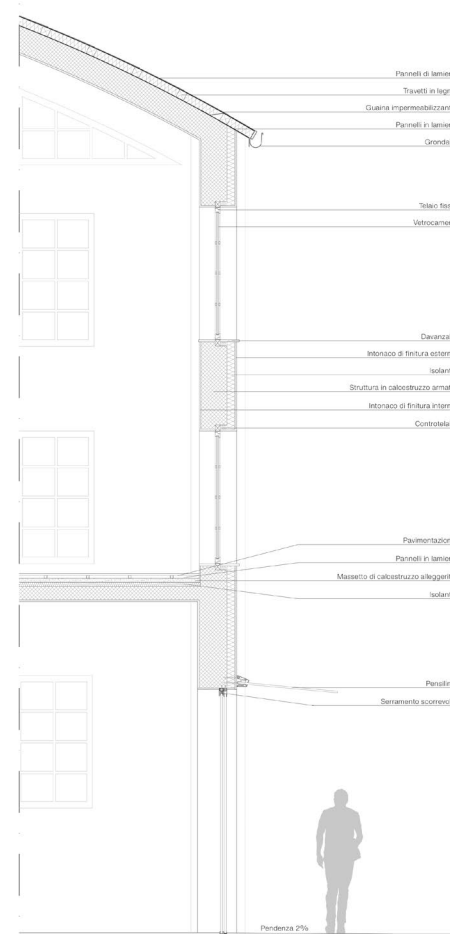 Pannelli di lamier
Travetti in legn
Guaina impermeabilizzant
Pannelli in lamier
Gronda
Telaio fiss
Vetrocamer
Davanza
Intonaco di finitura estern
Isolant
Struttura in calcestruzzo armat
Intonaco di finitura intern
Controtela
Pavimentazion
Pannelli in lamier
Massetto di calcestruzzo alleggerit
Isolant
Pensilin
Serramento scorrevo
Pendenza 2%